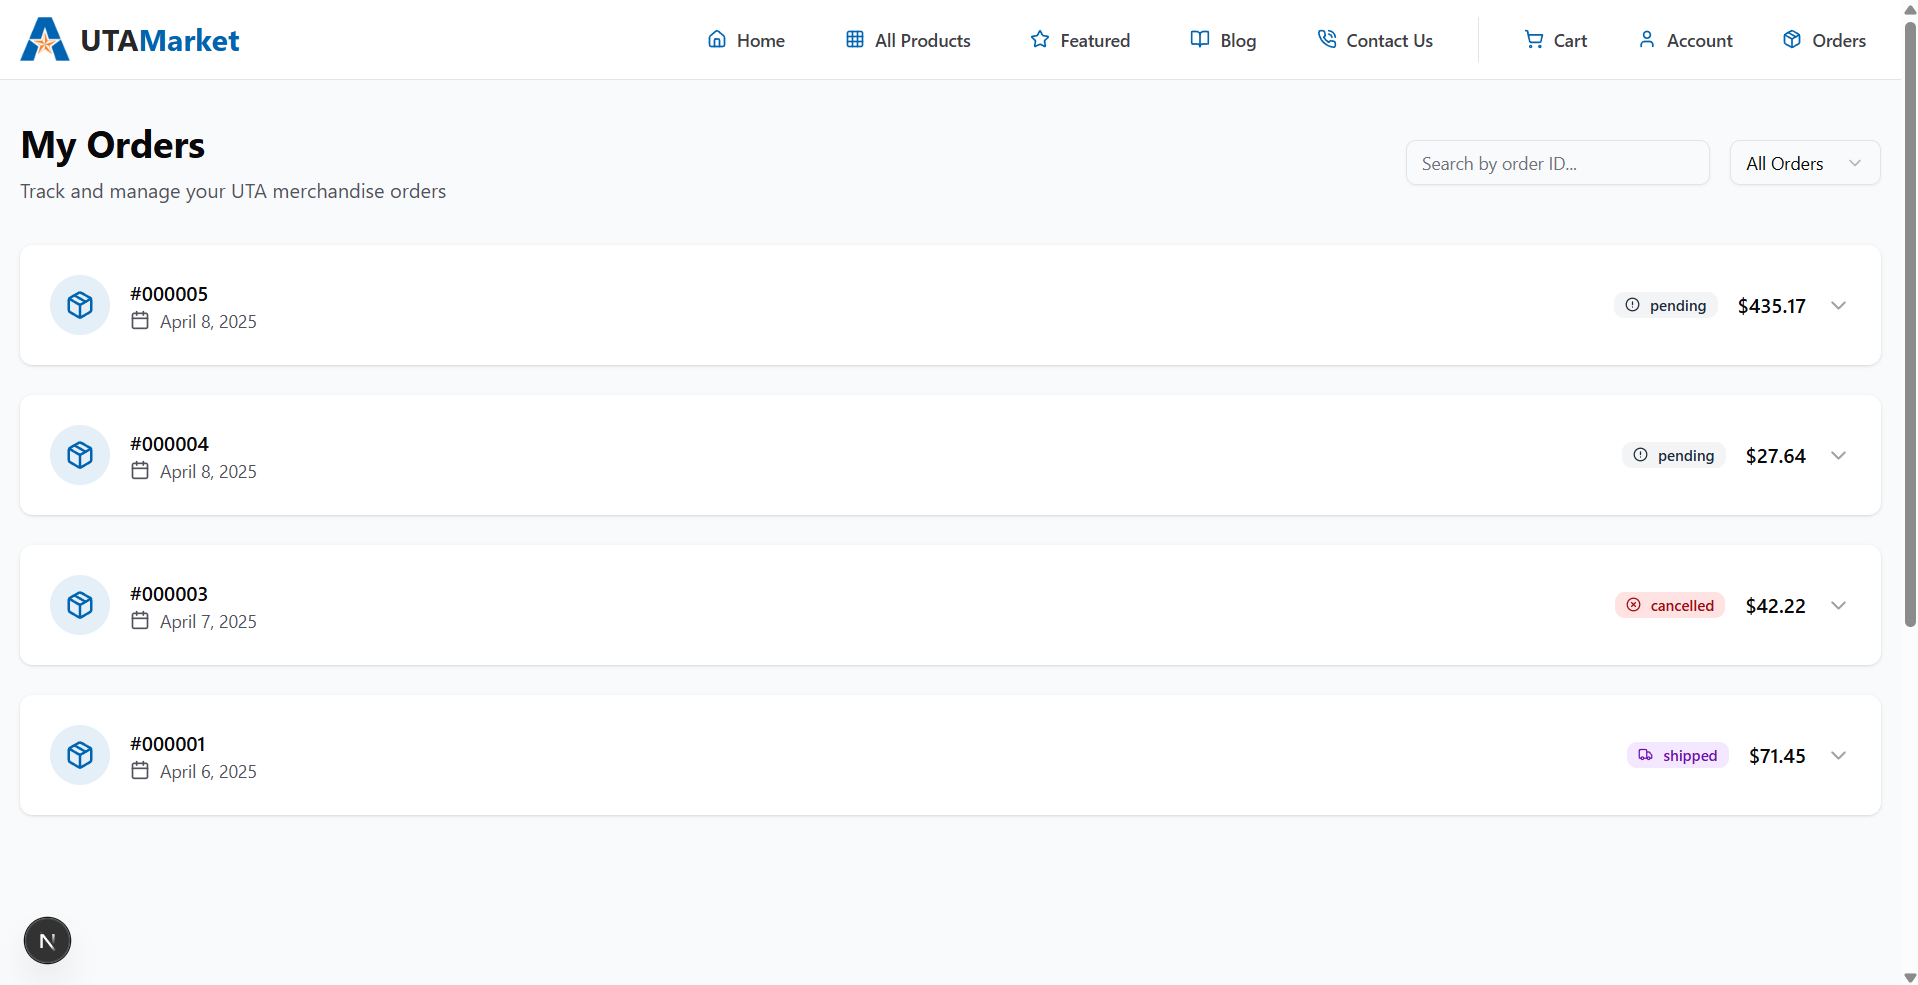 UTAMarket
Home
All Products
Featured
Blog
Contact Us
Cart
Account
Orders
My Orders
Track and manage your UTA merchandise orders
Search by order ID...
All Orders
#000005
April 8, 2025
pending
$435.17
#000004
April 8, 2025
pending
$27.64
#000003
April 7, 2025
cancelled
$42.22
#000001
April 6, 2025
shipped
$71.45
N